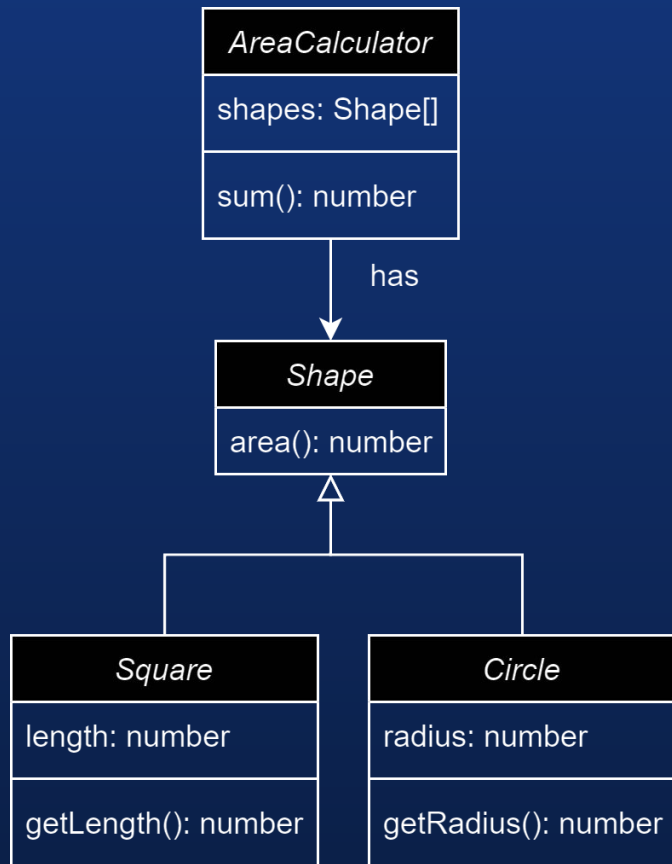 AreaCalculator
shapes: Shape[]
sum(): number
has
Shape
area(): number
Square
length: number
getLength(): number
Circle
radius: number
getRadius(): number